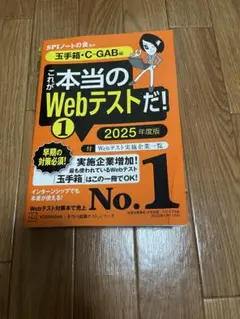 SPIノートの会 編著
玉手箱・C-GAB編
これが
本当の
Webテストだ!
1
2025年度版
付 Webテスト実施企業一覧
早期の
対策必須!
実施企業増加!
最も使われているWebテスト
「玉手箱」はこの一冊でOK!
インターンシップでも
本選が使える!
Webテスト対策本で売上
No.1